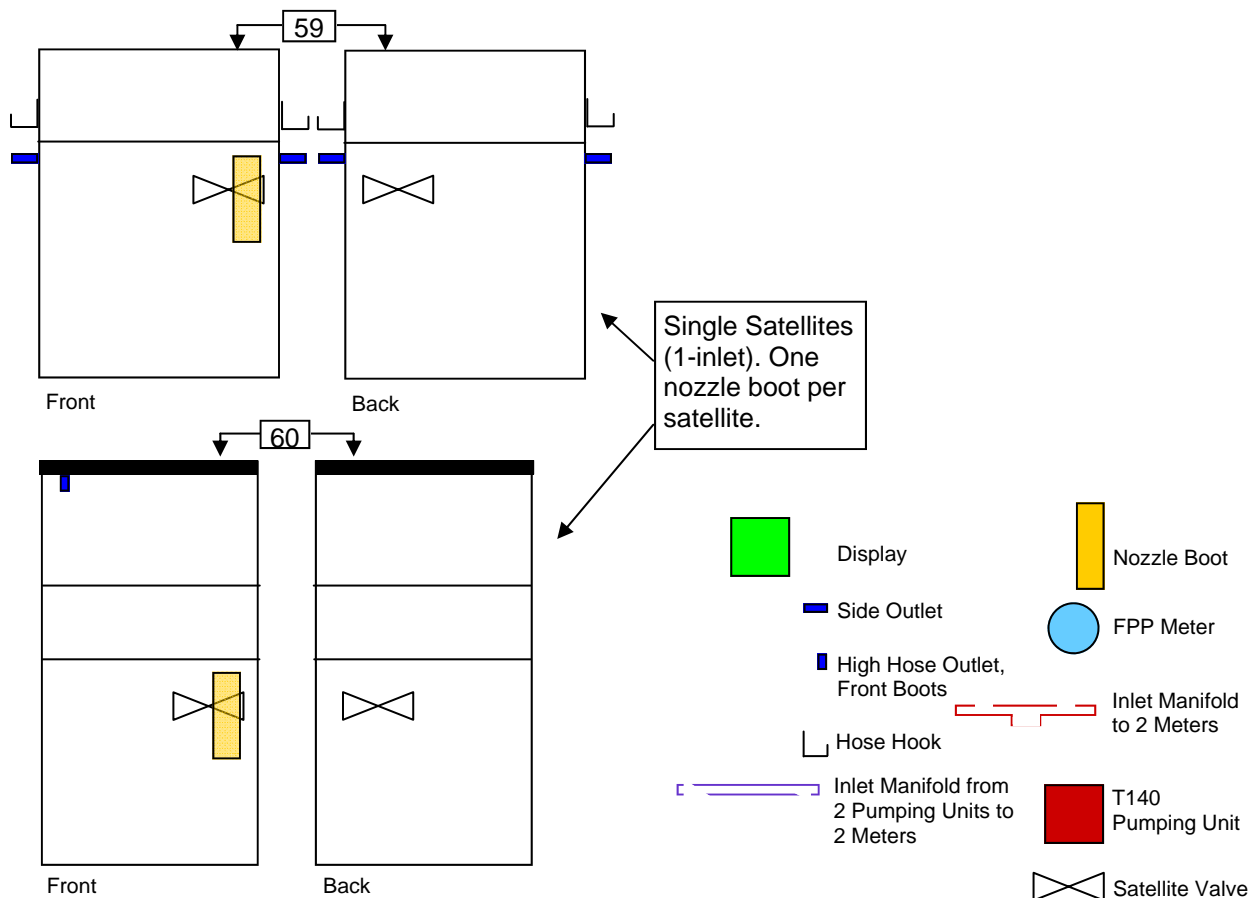 59
Front
Back
Single Satellites
(1-inlet). One
nozzle boot per
satellite.
60
Front
Back
Display
Side Outlet
High Hose Outlet,
Front Boots
Hose Hook
Inlet Manifold from
2 Pumping Units to
2 Meters
Nozzle Boot
FPP Meter
Inlet Manifold
to 2 Meters
T140
Pumping Unit
Satellite Valve